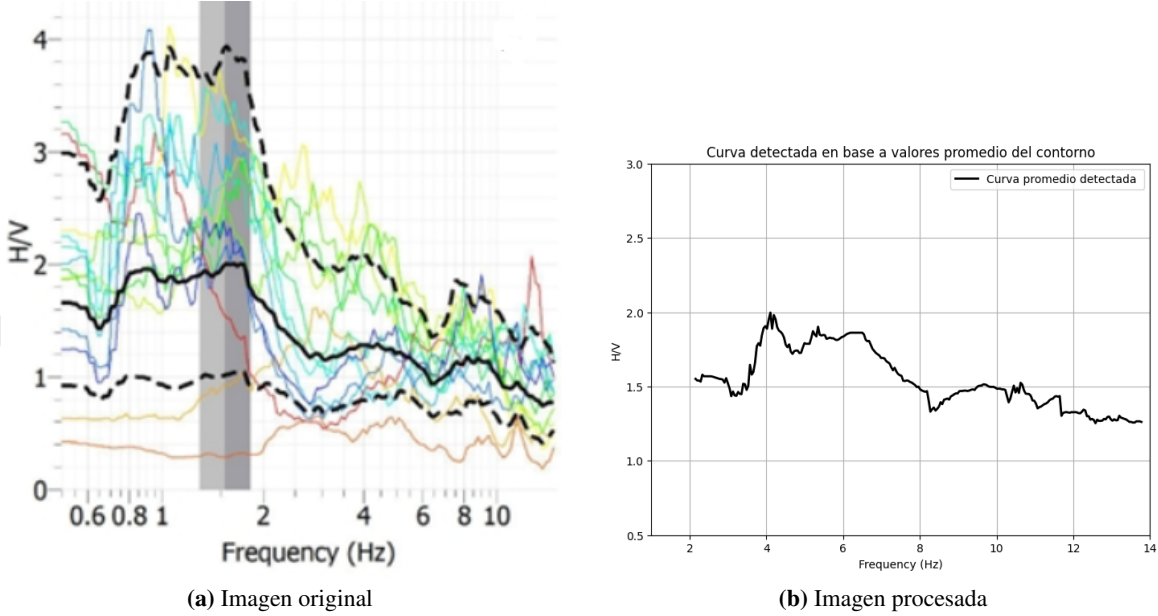 4
3
2
1
0
H/V
0.6 0.8 1 2 4 6 8 10
Frequency (Hz)
(a) Imagen original
Curva detectada en base a valores promedio del contorno
Curva promedio detectada
3.0
2.5
2.0
1.5
1.0
0.5
H/V
2 4 6 8 10 12 14
Frequency (Hz)
(b) Imagen procesada